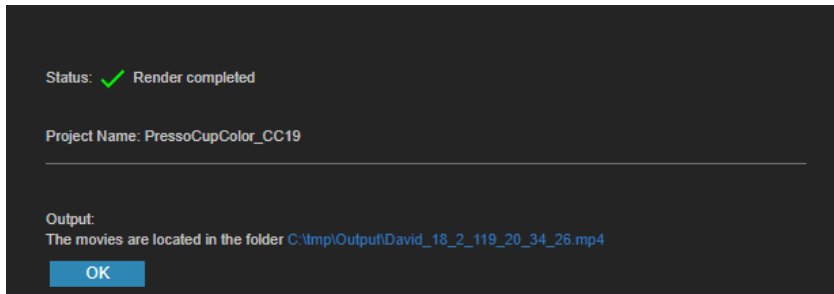 Status: Render completed
Project Name: PressoCupColor_CC19
Output:
The movies are located in the folder C:\tmp\Output\David_18_2_119_20_34_26.mp4
OK